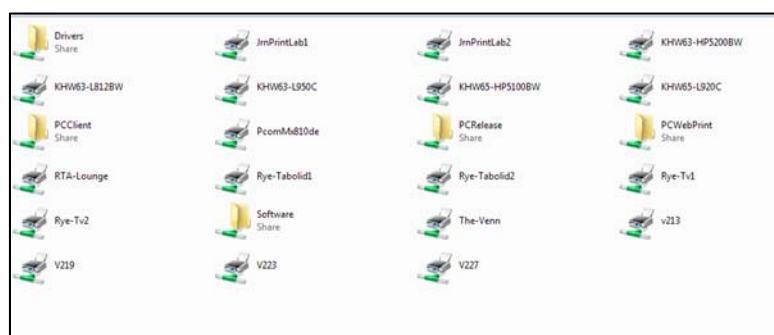 Drivers
Share
JrnPrintLab1
JrnPrintLab2
KHW63-HP5200BW
KHW63-L812BW
KHW63-L950C
KHW65-HP5100BW
KHW65-L920C
PCClient
Share
PcomMx810de
PCRelease
Share
PCWebPrint
Share
RTA-Lounge
Rye-Tabolid1
Rye-Tabolid2
Rye-Tv1
Rye-Tv2
Software
Share
The-Venn
v213
V219
V223
V227